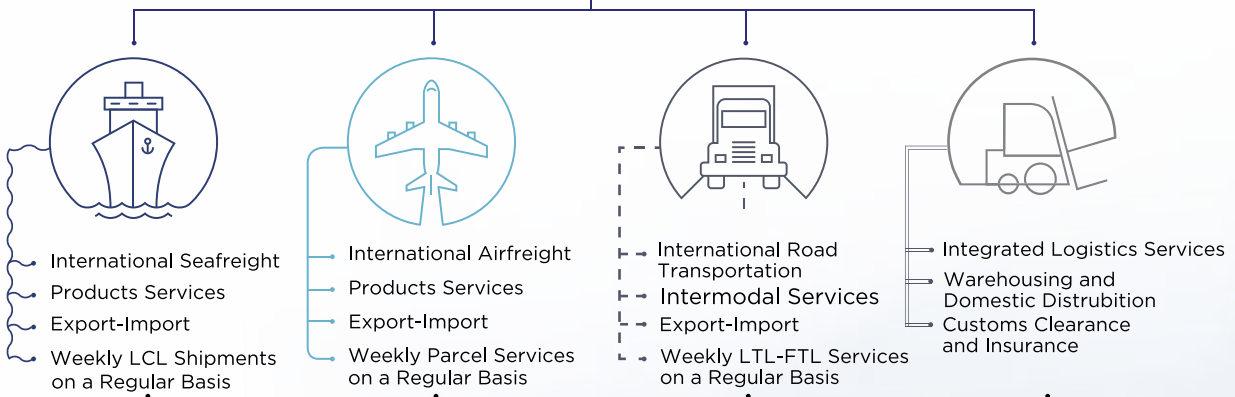 International Seafreight
Products Services
Export-Import
Weekly LCL Shipments
on a Regular Basis
International Airfreight
Products Services
Export-Import
Weekly Parcel Services
on a Regular Basis
International Road
Transportation
Intermodal Services
Export-Import
Weekly LTL-FTL Services
on a Regular Basis
Integrated Logistics Services
Warehousing and
Domestic Distrubition
Customs Clearance
and Insurance